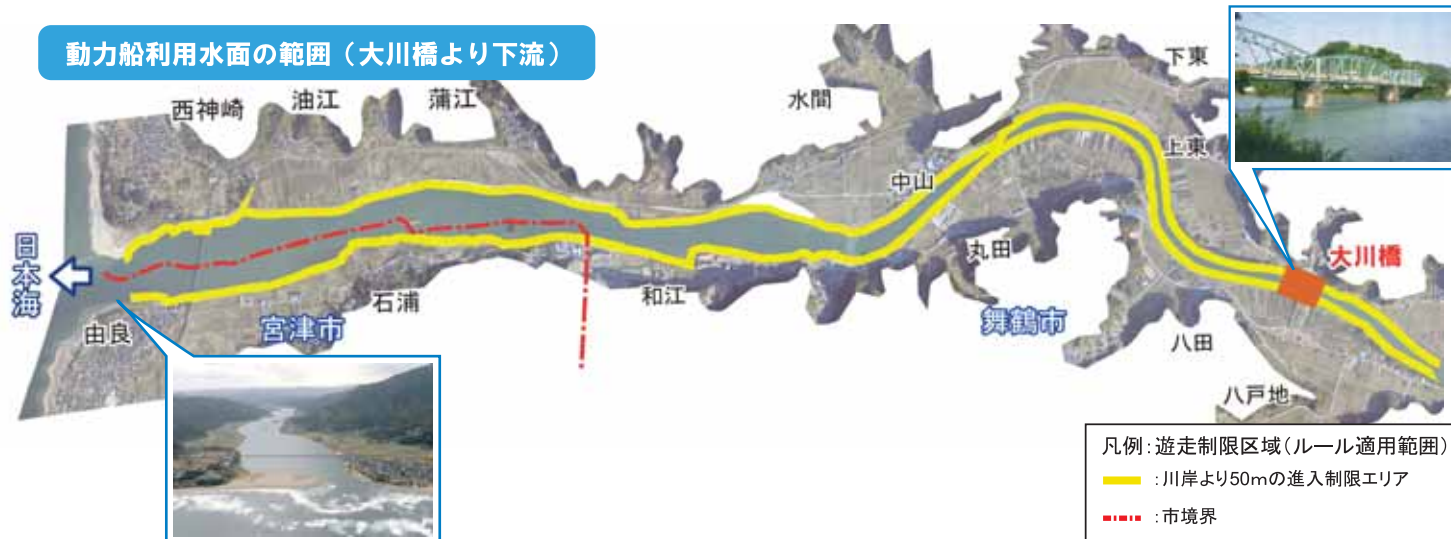 動力船利用水面の範囲（大川橋より下流）
西神崎
油江
蒲江
水間
下東
上東
中山
丸田
大川橋
日本海
由良
宮津市
石浦
和江
舞鶴市
八田
八戸地
凡例：遊走制限区域（ルール適用範囲）
：川岸より50mの進入制限エリア
：市境界